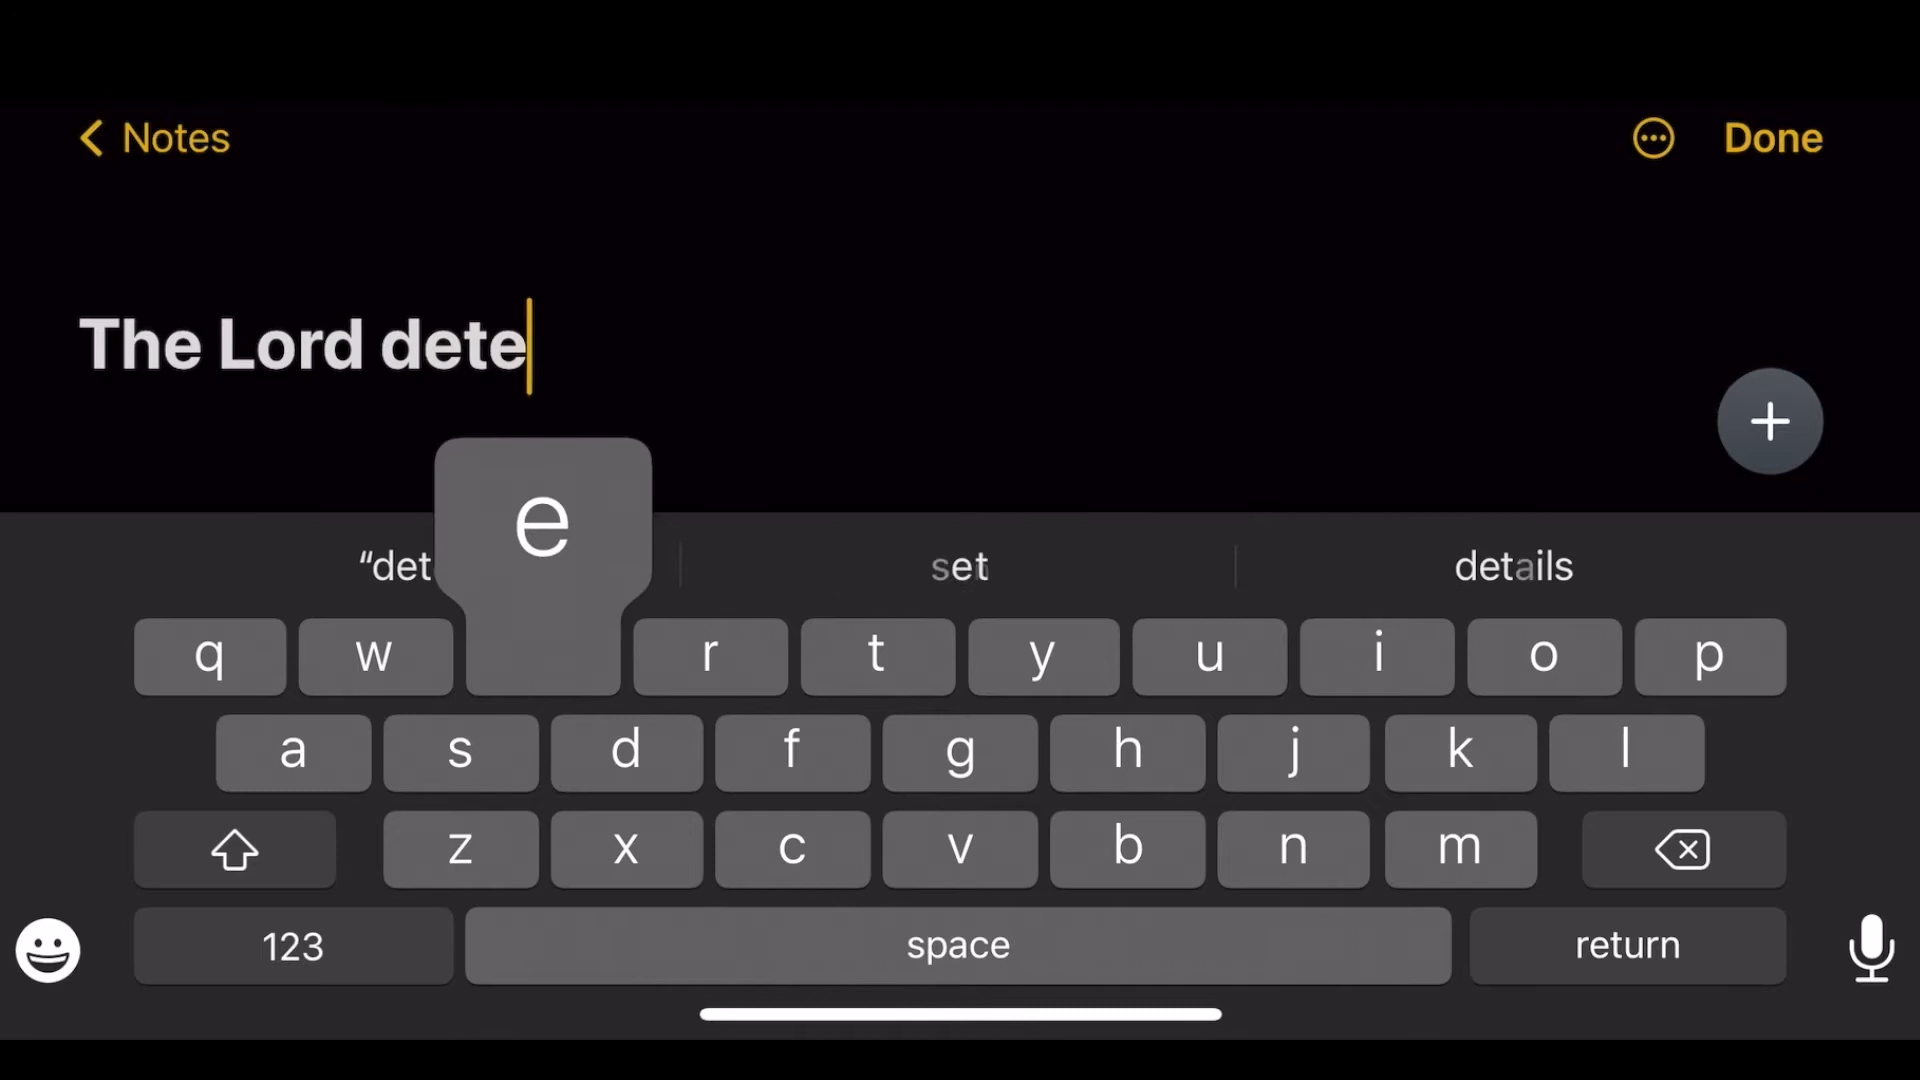 Notes
Done
The Lord dete
e
“det set details
q w r t y u i o p
a s d f g h j k l
z x c v b n m
123 space return